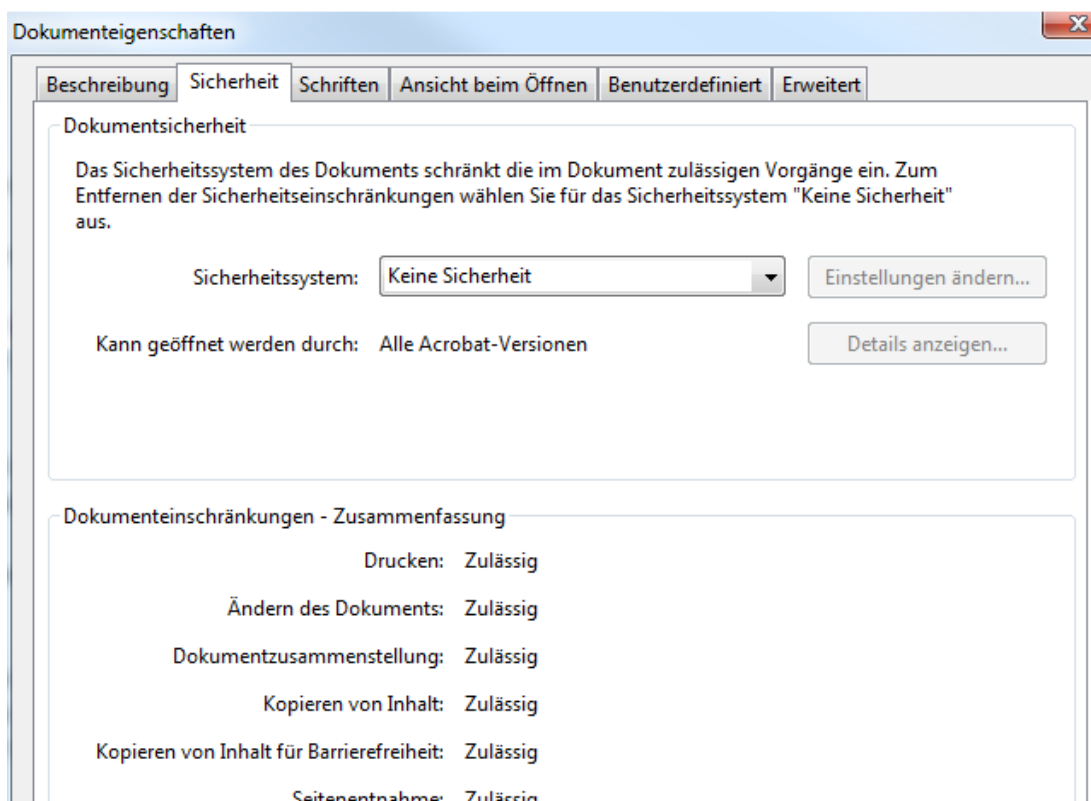 Dokumenteigenschaften
Beschreibung Sicherheit Schriften Ansicht beim Öffnen Benutzerdefiniert Erweitert
Dokumentsicherheit
Das Sicherheitssystem des Dokuments schränkt die im Dokument zulässigen Vorgänge ein. Zum
Entfernen der Sicherheitseinschränkungen wählen Sie für das Sicherheitssystem "Keine Sicherheit"
aus.
Sicherheitssystem: Keine Sicherheit Einstellungen ändern...
Kann geöffnet werden durch: Alle Acrobat-Versionen Details anzeigen...
Dokumenteinschränkungen - Zusammenfassung
Drucken: Zulässig
Ändern des Dokuments: Zulässig
Dokumentzusammenstellung: Zulässig
Kopieren von Inhalt: Zulässig
Kopieren von Inhalt für Barrierefreiheit: Zulässig
Seitenentnahme: Zulässig